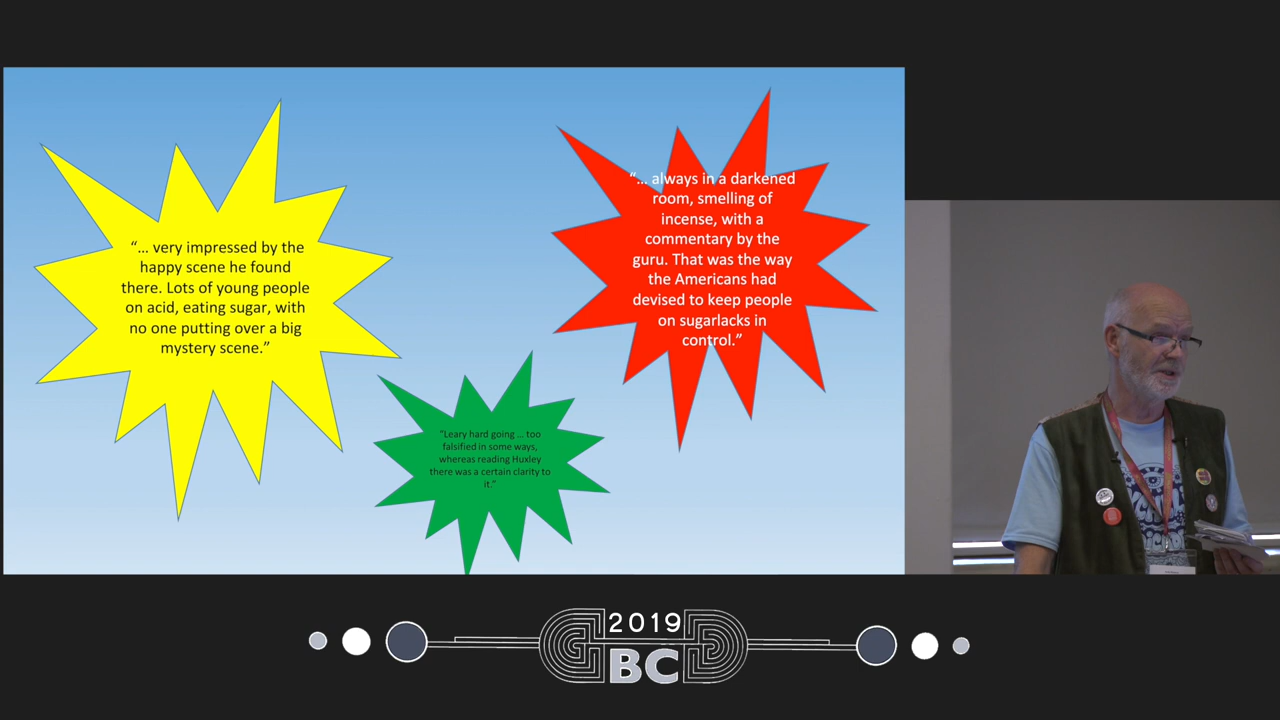 “... very impressed by the
happy scene he found
there. Lots of young people
on acid, eating sugar, with
no one putting over a big
mystery scene.”
“... always in a darkened
room, smelling of
incense, with a
commentary by the
guru. That was the way
the Americans had
devised to keep people
on sugarlacks in
control.”
“Leary hard going ... too
falsified in some ways,
whereas reading Huxley
there was a certain clarity to
it.”
2019
BC